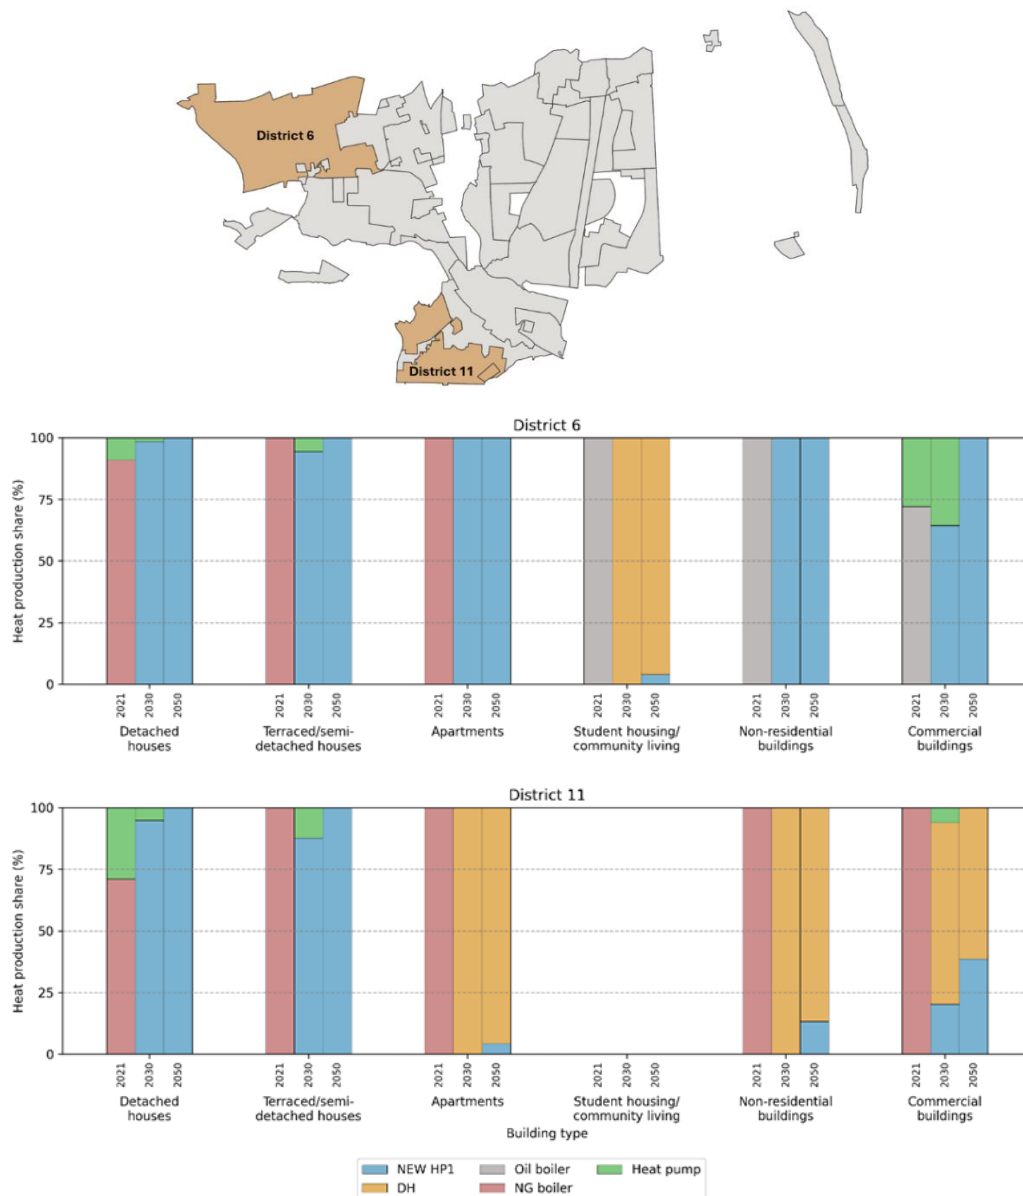 District 6
District 11
District 6
Heat production share (%)
100
75
50
25
0
2021 2030 2050 2021 2030 2050 2021 2030 2050 2021 2030 2050 2021 2030 2050 2021 2030 2050
Detached Terraced/semi- Apartments Student housing/ Non-residential Commercial
houses detached houses community living buildings buildings
District 11
Heat production share (%)
100
75
50
25
0
2021 2030 2050 2021 2030 2050 2021 2030 2050 2021 2030 2050 2021 2030 2050 2021 2030 2050
Detached Terraced/semi- Apartments Student housing/ Non-residential Commercial
houses detached houses community living buildings buildings
Building type
NEW HP1 Oil boiler Heat pump
DH NG boiler